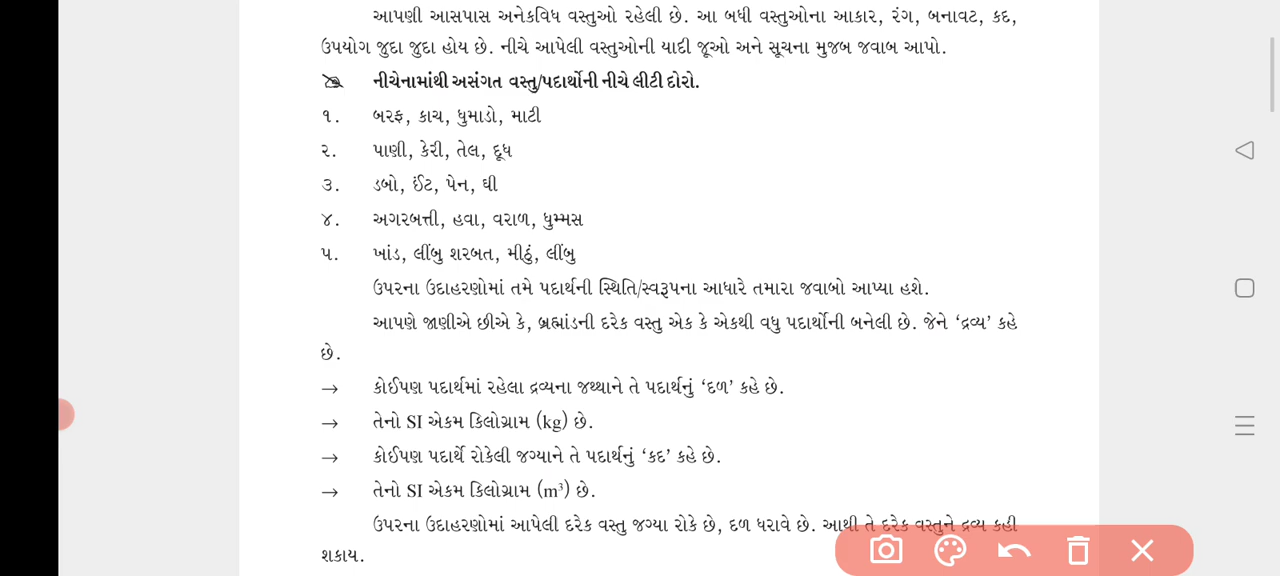 આપણી આસપાસ અનેકવિધ વસ્તુઓ રહેલી છે. આ બધી વસ્તુઓના આકાર, રંગ, બનાવટ, કદ,
ઉપયોગ જુદા જુદા હોય છે. નીચે આપેલી વસ્તુઓની યાદી જૂઓ અને સૂચના મુજબ જવાબ આપો.
નીચેનામાંથી અસંગત વસ્તુ/પદાર્થોની નીચે લીટી દોરો.
૧. બરફ, કાચ, ધુમાડો, માટી
૨. પાણી, કેરી, તેલ, દૂધ
૩. ડબો, ઈંટ, પેન, ઘી
૪. અગરબત્તી, હવા, વરાળ, ધુમ્મસ
૫. ખાંડ, લીંબુ શરબત, મીઠું, લીંબુ
ઉપરના ઉદાહરણોમાં તમે પદાર્થની સ્થિતિ/સ્વરૂપના આધારે તમારા જવાબો આપ્યા હશે.
આપણે જાણીએ છીએ કે, બ્રહ્માંડની દરેક વસ્તુ એક કે એકથી વધુ પદાર્થોની બનેલી છે. જેને ‘દ્રવ્ય’ કહે
છે.
→ કોઈપણ પદાર્થમાં રહેલા દ્રવ્યના જથ્થાને તે પદાર્થનું ‘દળ’ કહે છે.
→ તેનો SI એકમ કિલોગ્રામ (kg) છે.
→ કોઈપણ પદાર્થે રોકેલી જગ્યાને તે પદાર્થનું ‘કદ’ કહે છે.
→ તેનો SI એકમ કિલોગ્રામ (m³) છે.
ઉપરના ઉદાહરણોમાં આપેલી દરેક વસ્તુ જગ્યા રોકે છે, દળ ધરાવે છે. આથી તે દરેક વસ્તુને દ્રવ્ય કહી
શકાય.